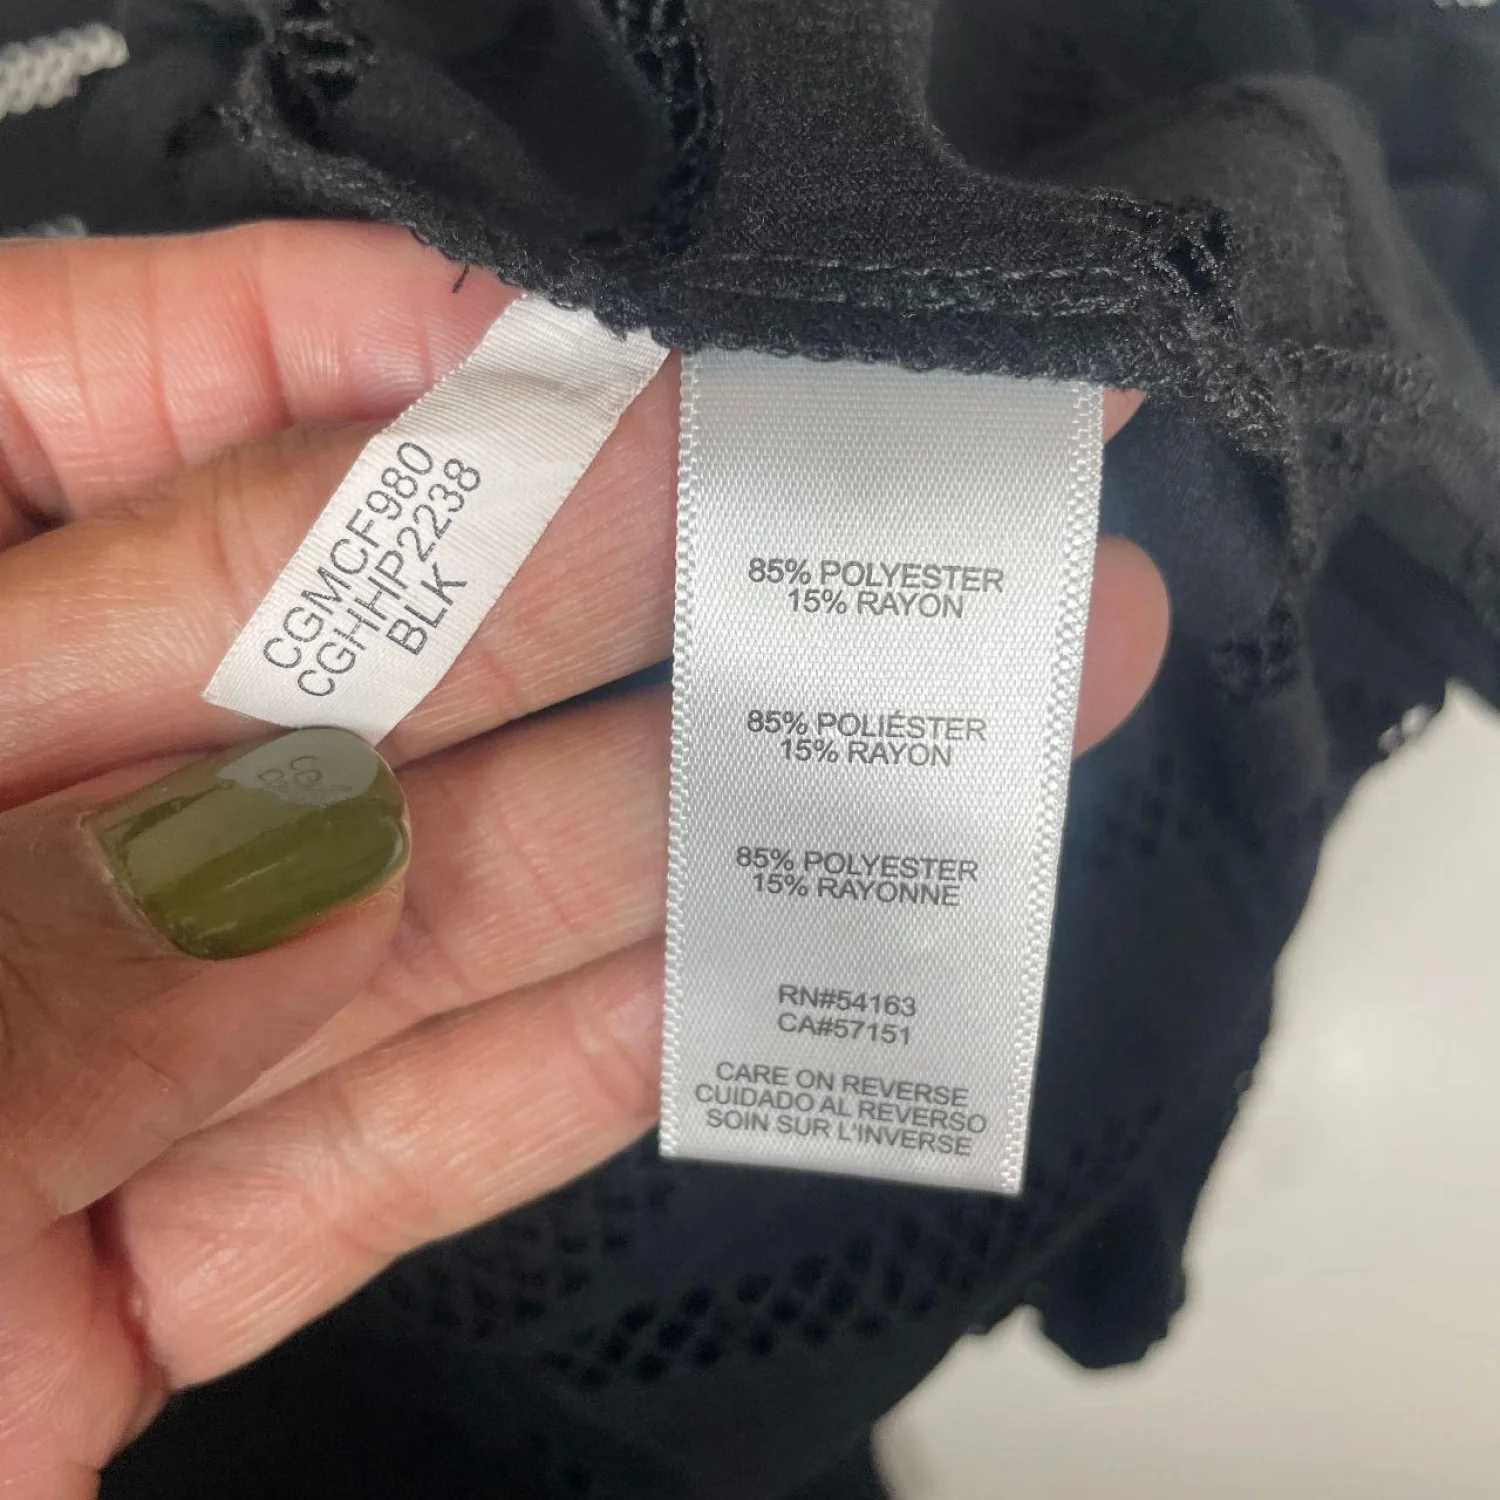 CGMCF980
CGHHP2238
BLK
85% POLYESTER
15% RAYON
85% POLIÉSTER
15% RAYON
85% POLYESTER
15% RAYONNE
RN#54163
CA#57151
CARE ON REVERSE
CUIDADO AL REVERSO
SOIN SUR L'INVERSE